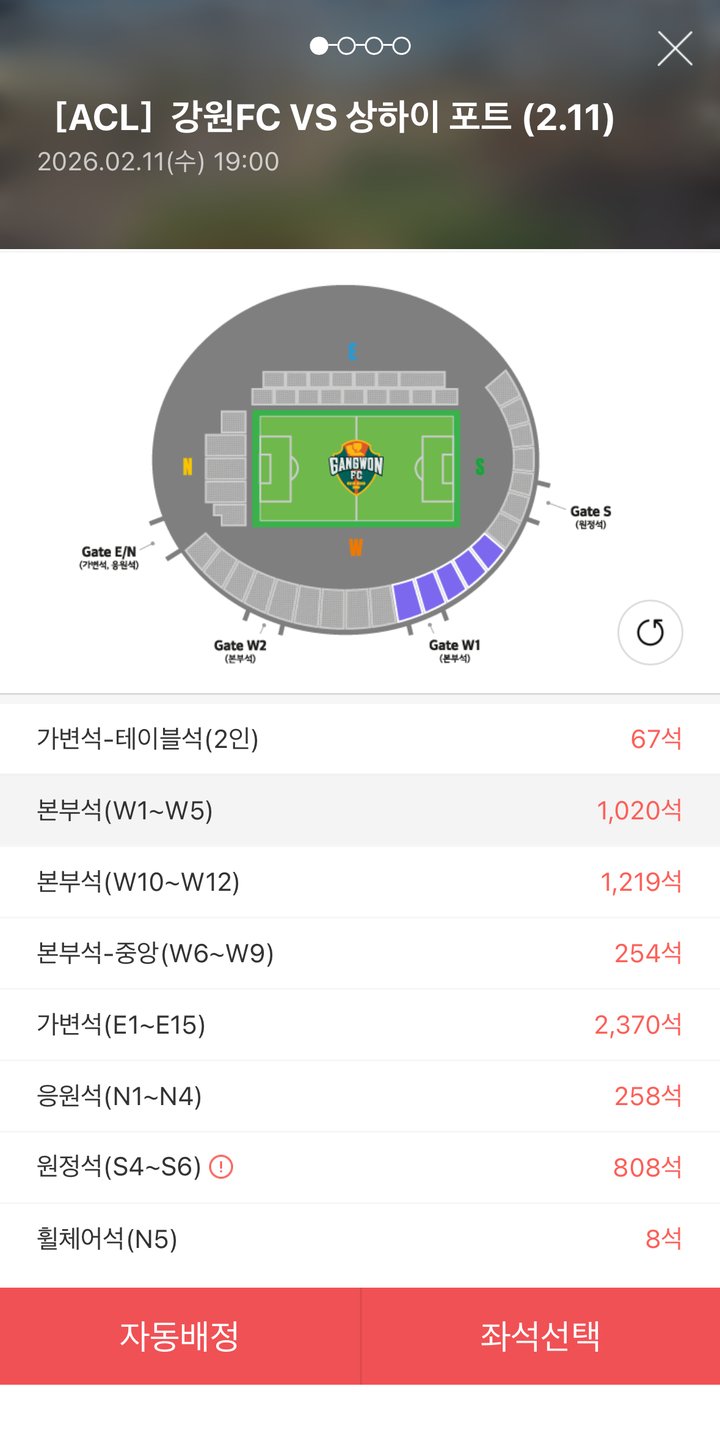 [ACL] 강원FC VS 상하이 포트 (2.11)
2026.02.11(수) 19:00
E
N
GANGWON
FC
S
W
Gate S
(원정석)
Gate E/N
(가변석, 응원석)
Gate W2
(본부석)
Gate W1
(본부석)
가변석-테이블석(2인) 67석
본부석(W1~W5) 1,020석
본부석(W10~W12) 1,219석
본부석-중앙(W6~W9) 254석
가변석(E1~E15) 2,370석
응원석(N1~N4) 258석
원정석(S4~S6) 808석
휠체어석(N5) 8석
자동배정 좌석선택